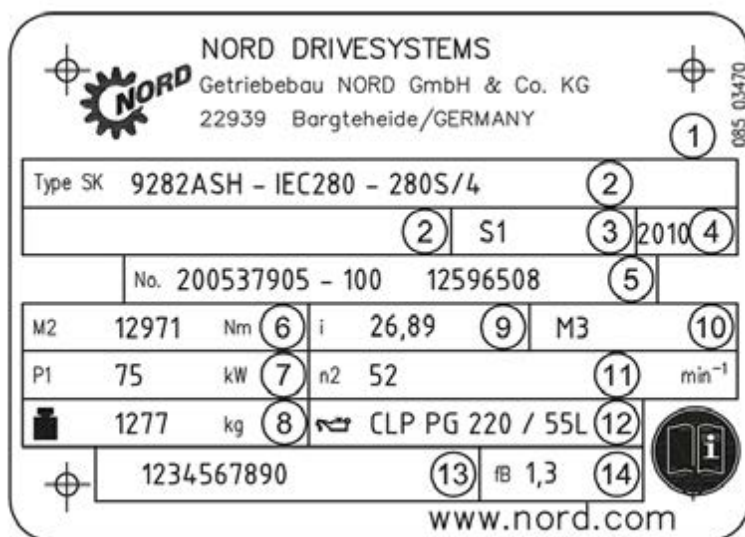 NORD
NORD DRIVESYSTEMS
Getriebebau NORD GmbH & Co. KG
22939 Bargteheide/GERMANY
085 03470
1
Type SK 9282ASH - IEC280 - 280S/4 2
2 S1 3 2010 4
No. 200537905 - 100 12596508 5
M2 12971 Nm 6 i 26,89 9 M3 10
P1 75 kW 7 n2 52 11 min⁻¹
1277 kg 8 CLP PG 220 / 55L 12
i
1234567890 13 fB 1,3 14
www.nord.com